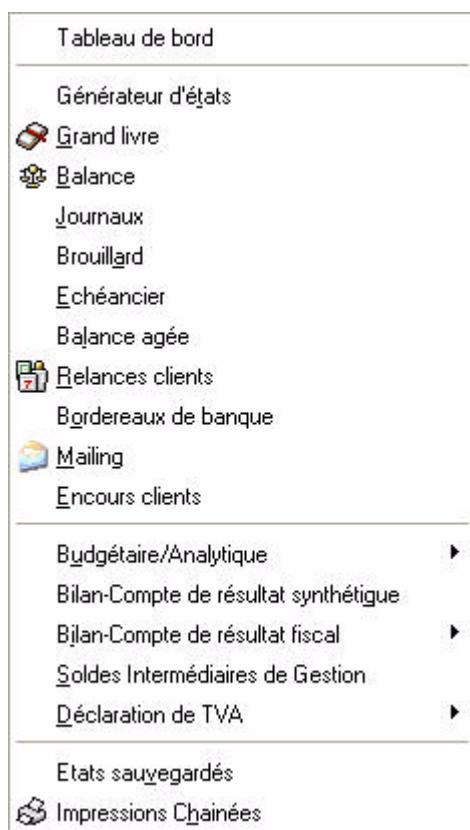 Tableau de bord
Générateur d'états
Grand livre
Balance
Journaux
Brouillard
Echéancier
Balance agée
Relances clients
Bordereaux de banque
Mailing
Encours clients
Budgétaire/Analytique
Bilan-Compte de résultat synthétique
Bilan-Compte de résultat fiscal
Soldes Intermédiaires de Gestion
Déclaration de TVA
Etats sauvegardés
Impressions Chainées